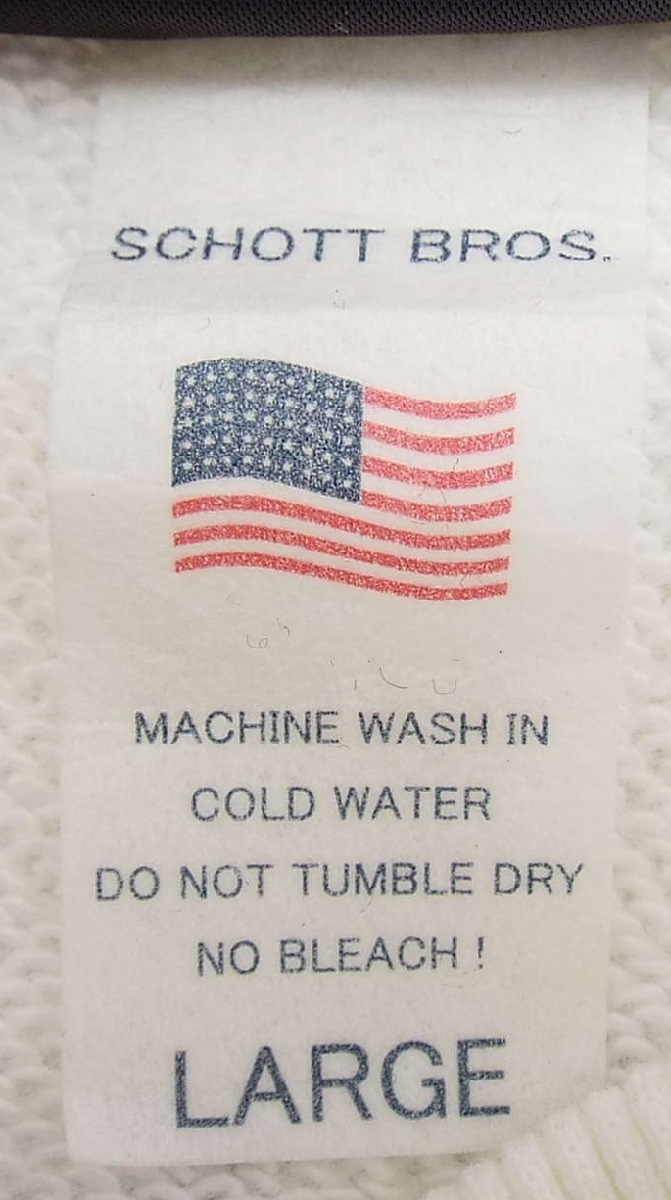 SCHOTT BROS.
MACHINE WASH IN
COLD WATER
DO NOT TUMBLE DRY
NO BLEACH !
LARGE